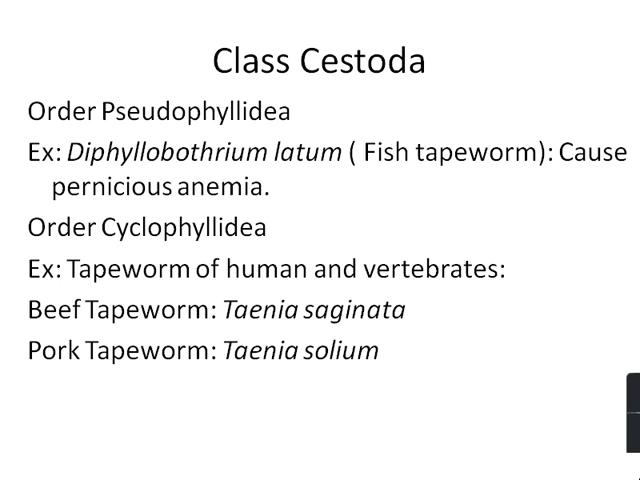 Class Cestoda
Order Pseudophyllidea
Ex: Diphyllobothrium latum ( Fish tapeworm): Cause
pernicious anemia.
Order Cyclophyllidea
Ex: Tapeworm of human and vertebrates:
Beef Tapeworm: Taenia saginata
Pork Tapeworm: Taenia solium